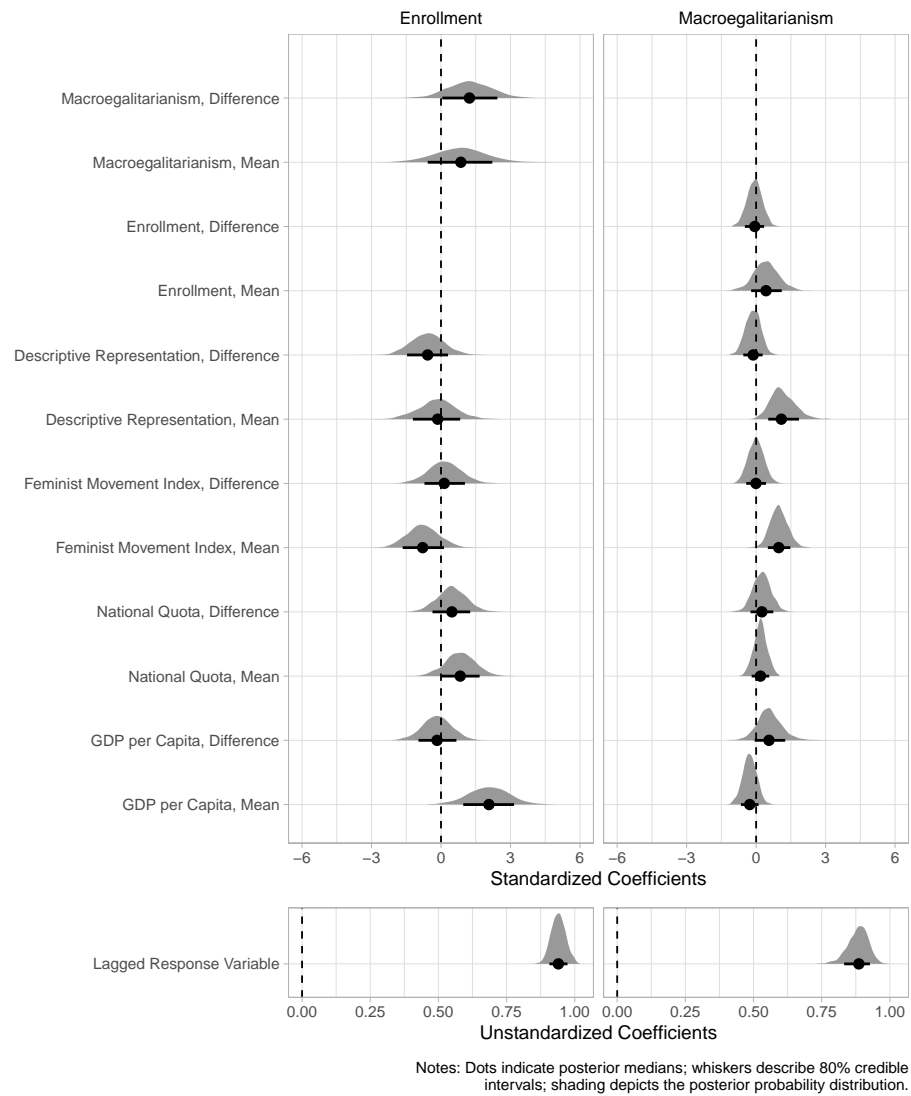 Enrollment
Macroegalitarianism
Macroegalitarianism, Difference
Macroegalitarianism, Mean
Enrollment, Difference
Enrollment, Mean
Descriptive Representation, Difference
Descriptive Representation, Mean
Feminist Movement Index, Difference
Feminist Movement Index, Mean
National Quota, Difference
National Quota, Mean
GDP per Capita, Difference
GDP per Capita, Mean
−6 −3 0 3 6 −6 −3 0 3 6
Standardized Coefficients
Lagged Response Variable
0.00 0.25 0.50 0.75 1.00 0.00 0.25 0.50 0.75 1.00
Unstandardized Coefficients
Notes: Dots indicate posterior medians; whiskers describe 80% credible
intervals; shading depicts the posterior probability distribution.